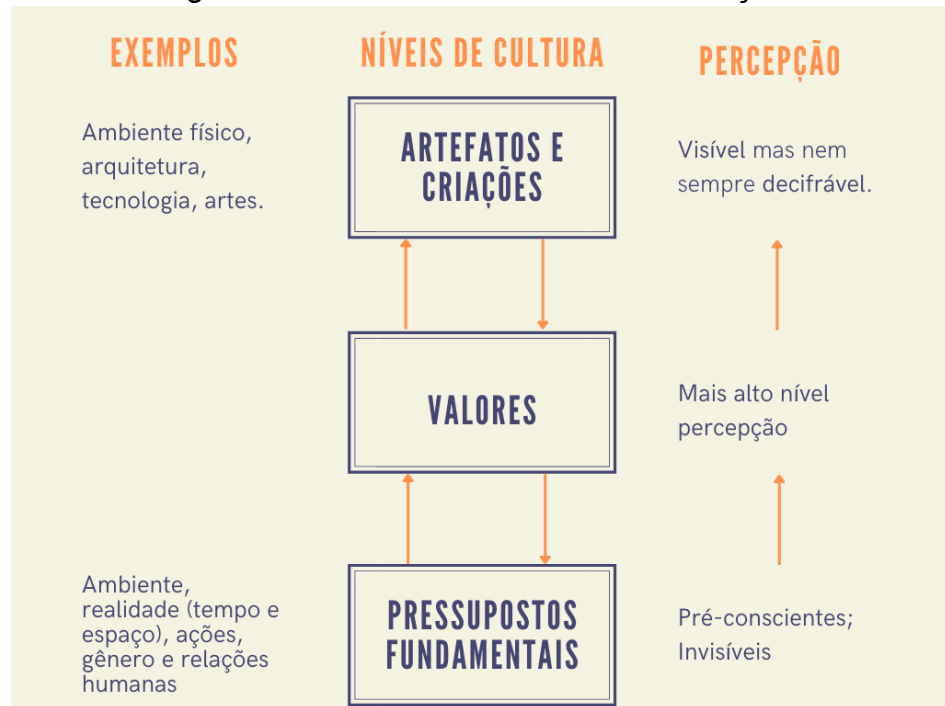 EXEMPLOS
NÍVEIS DE CULTURA
PERCEPÇÃO
Ambiente físico,
arquitetura,
tecnologia, artes.
ARTEFATOS E
CRIAÇÕES
Visível mas nem
sempre decifrável.
VALORES
Mais alto nível
percepção
Ambiente,
realidade (tempo e
espaço), ações,
gênero e relações
humanas
PRESSUPOSTOS
FUNDAMENTAIS
Pré-conscientes;
Invisíveis